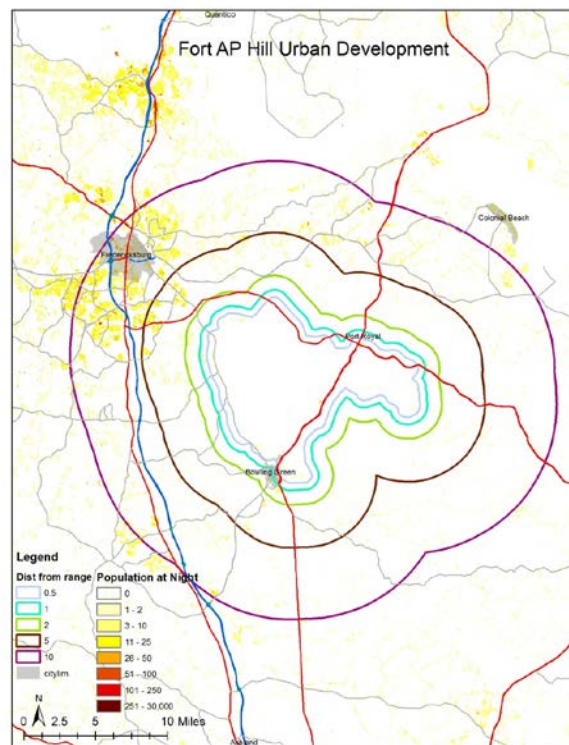 Quantico
Fort AP Hill Urban Development
Colonial Beach
Fredericksburg
Port Royal
Bowling Green
Legend
Dist from range
0.5
1
2
5
10
citylim
Population at Night
0
1 - 2
3 - 10
11 - 25
26 - 50
51 - 100
101 - 250
251 - 30,000
N
0 2.5 5 10 Miles
Ashland